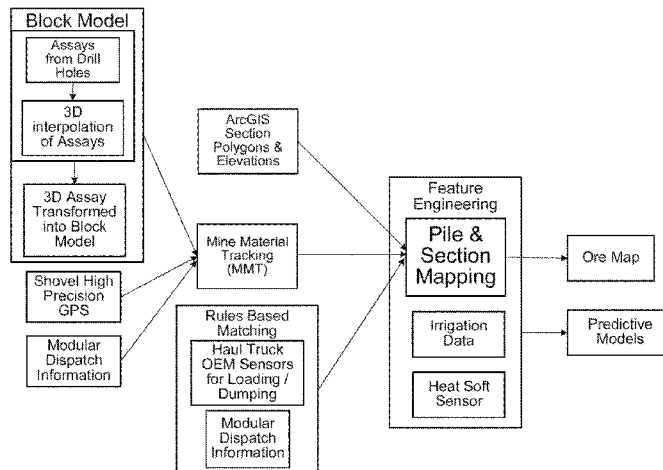 Block Model
Assays
from Drill
Holes
3D
interpolation
of Assays
3D Assay
Transformed
into Block
Model
Shovel High
Precision
GPS
Modular
Dispatch
Information
ArcGIS
Section
Polygons &
Elevations
Mine Material
Tracking
(MMT)
Rules Based
Matching
Haul Truck
OEM Sensors
for Loading /
Dumping
Modular
Dispatch
Information
Feature
Engineering
Pile &
Section
Mapping
Irrigation
Data
Heat Soft
Sensor
Ore Map
Predictive
Models